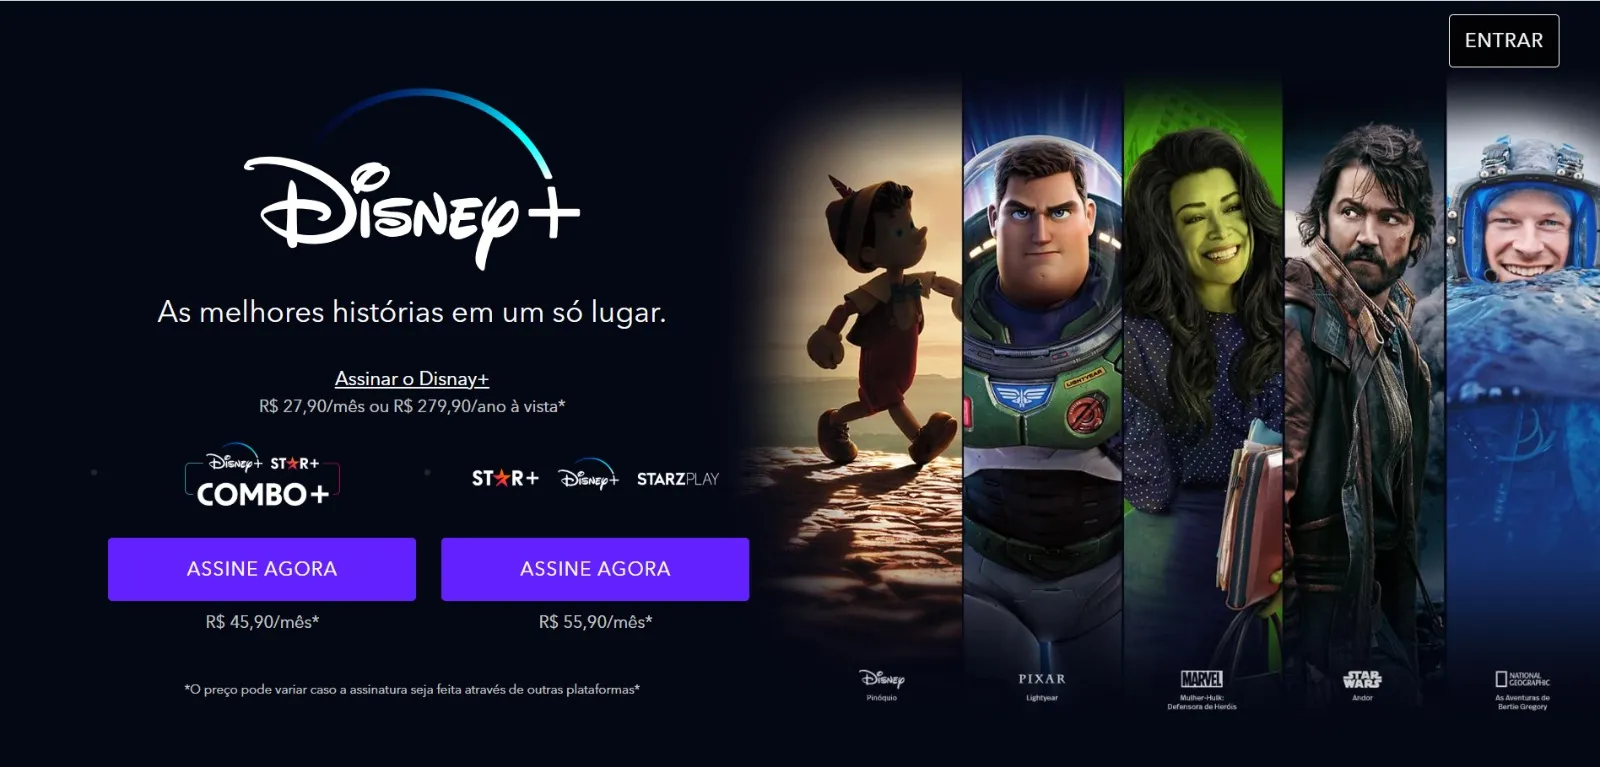 ENTRAR
Disney+
As melhores histórias em um só lugar.
Assinar o Disnay+
R$ 27,90/mês ou R$ 279,90/ano à vista*
Disney+ ST★R+
COMBO+
ST★R+ Disney+ STARZPLAY
ASSINE AGORA
R$ 45,90/mês*
ASSINE AGORA
R$ 55,90/mês*
*O preço pode variar caso a assinatura seja feita através de outras plataformas*
LIGHTYEAR
Disney
Pinóquio
PIXAR
Lightyear
MARVEL
Mulher-Hulk:
Defensora de Heróis
STAR
WARS
Andor
NATIONAL
GEOGRAPHIC
As Aventuras de
Bertie Gregory